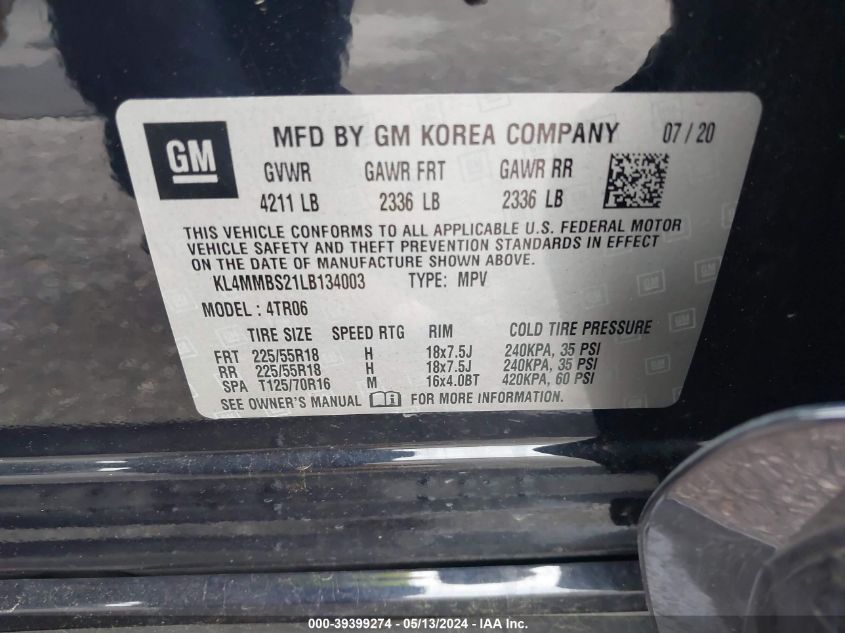 GM MFD BY GM KOREA COMPANY 07/20
GVWR GAWR FRT GAWR RR
4211 LB 2336 LB 2336 LB
THIS VEHICLE CONFORMS TO ALL APPLICABLE U.S. FEDERAL MOTOR
VEHICLE SAFETY AND THEFT PREVENTION STANDARDS IN EFFECT
ON THE DATE OF MANUFACTURE SHOWN ABOVE.
KL4MMBS21LB134003 TYPE: MPV
MODEL: 4TR06
TIRE SIZE SPEED RTG RIM COLD TIRE PRESSURE
FRT 225/55R18 H 18x7.5J 240KPA, 35 PSI
RR 225/55R18 H 18x7.5J 240KPA, 35 PSI
SPA T125/70R16 M 16x4.0BT 420KPA, 60 PSI
SEE OWNER'S MANUAL FOR MORE INFORMATION.
000-39399274 - 05/13/2024 - IAAI.COM